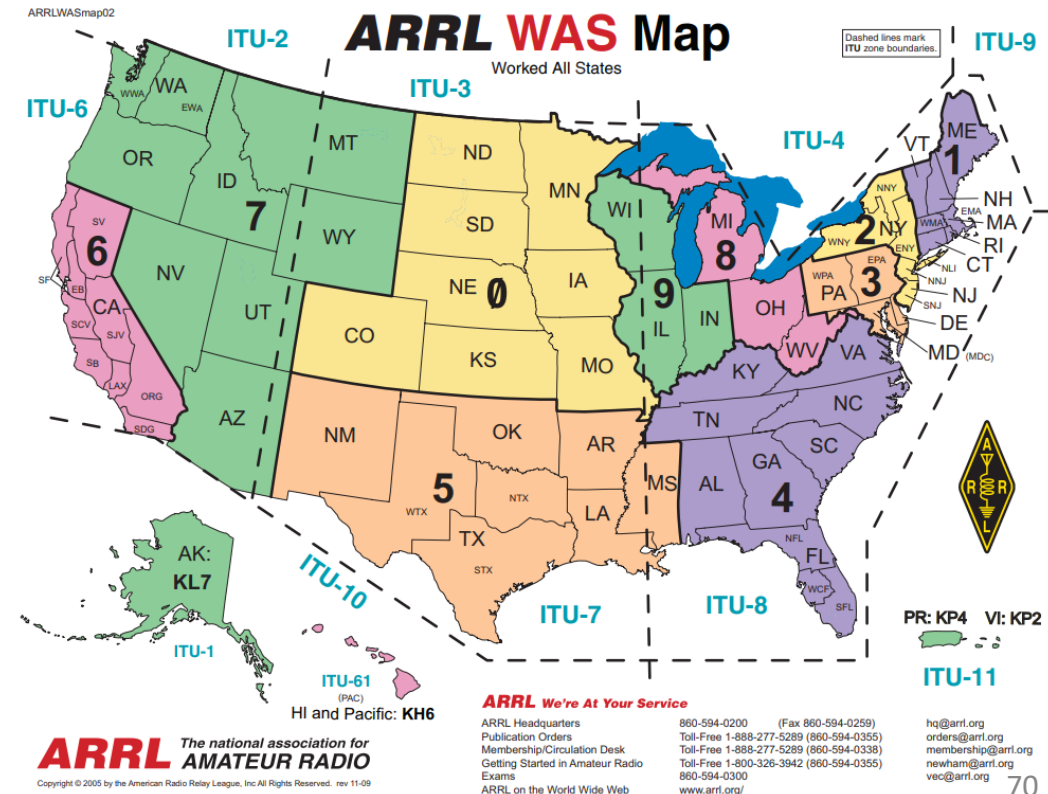 ARRLWASmap02
ARRL WAS Map
Worked All States
Dashed lines mark
ITU zone boundaries.
ITU-2
ITU-3
ITU-9
ITU-6
ITU-4
WWA
WA
EWA
MT
ND
MN
VT
ME
1
OR
ID
7
SD
WI
MI
8
NNY
NH
EMA
MA
WMA
RI
CT
SV
6
WY
NE
0
IA
9
WNY
2
NY
ENY
NLI
NNJ
NJ
SNJ
SF
EB
CA
NV
UT
CO
KS
MO
IL
IN
OH
WPA
EPA
PA
3
DE
MD (MDC)
SCV
SJV
SB
LAX
ORG
SDG
WV
VA
KY
AZ
NM
OK
AR
TN
NC
SC
5
NTX
WTX
TX
STX
LA
MS
AL
GA
4
NFL
FL
WCF
SFL
A
R R
L
AK:
KL7
ITU-1
ITU-10
ITU-7
ITU-8
PR: KP4 VI: KP2
ITU-11
ITU-61
(PAC)
HI and Pacific: KH6
ARRL The national association for
AMATEUR RADIO
Copyright © 2005 by the American Radio Relay League, Inc All Rights Reserved. rev 11-09
ARRL We're At Your Service
ARRL Headquarters 860-594-0200 (Fax 860-594-0259) hq@arrl.org
Publication Orders Toll-Free 1-888-277-5289 (860-594-0355) orders@arrl.org
Membership/Circulation Desk Toll-Free 1-888-277-5289 (860-594-0338) membership@arrl.org
Getting Started in Amateur Radio Toll-Free 1-800-326-3942 (860-594-0355) newham@arrl.org
Exams 860-594-0300 vec@arrl.org
ARRL on the World Wide Web www.arrl.org/
70